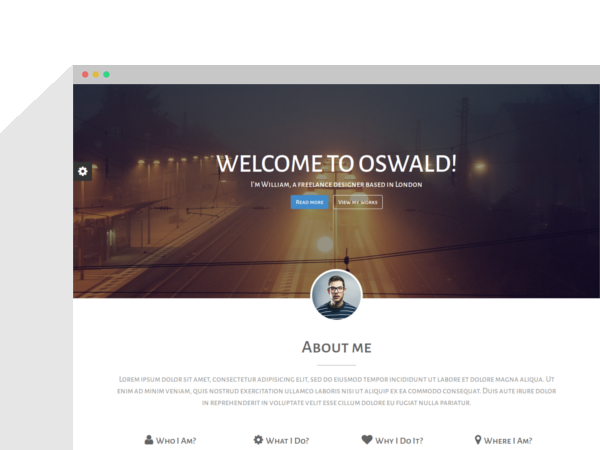 WELCOME TO OSWALD!
I'm William, a freelance designer based in London
Read more View my works
About me
Lorem ipsum dolor sit amet, consectetur adipisicing elit, sed do eiusmod tempor incididunt ut labore et dolore magna aliqua. Ut
enim ad minim veniam, quis nostrud exercitation ullamco laboris nisi ut aliquip ex ea commodo consequat. Duis aute irure dolor
in reprehenderit in voluptate velit esse cillum dolore eu fugiat nulla pariatur.
Who I Am? What I Do? Why I Do It? Where I Am?